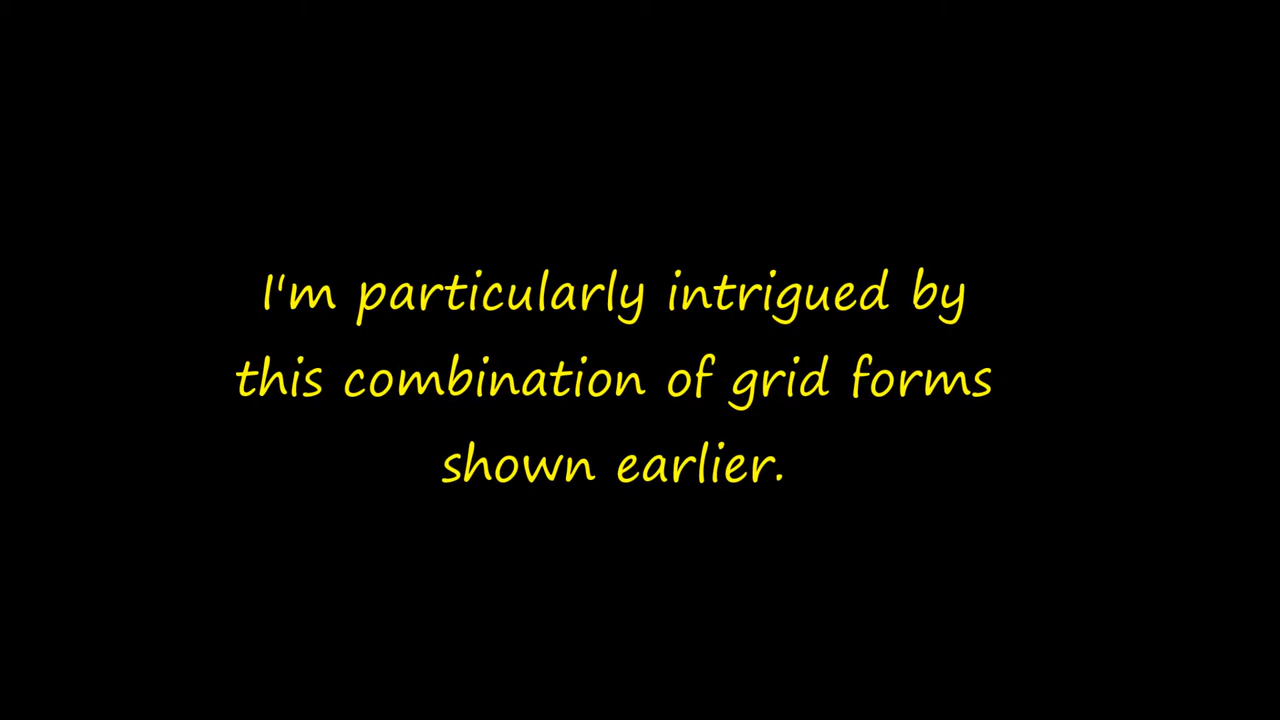 I'm particularly intrigued by
this combination of grid forms
shown earlier.